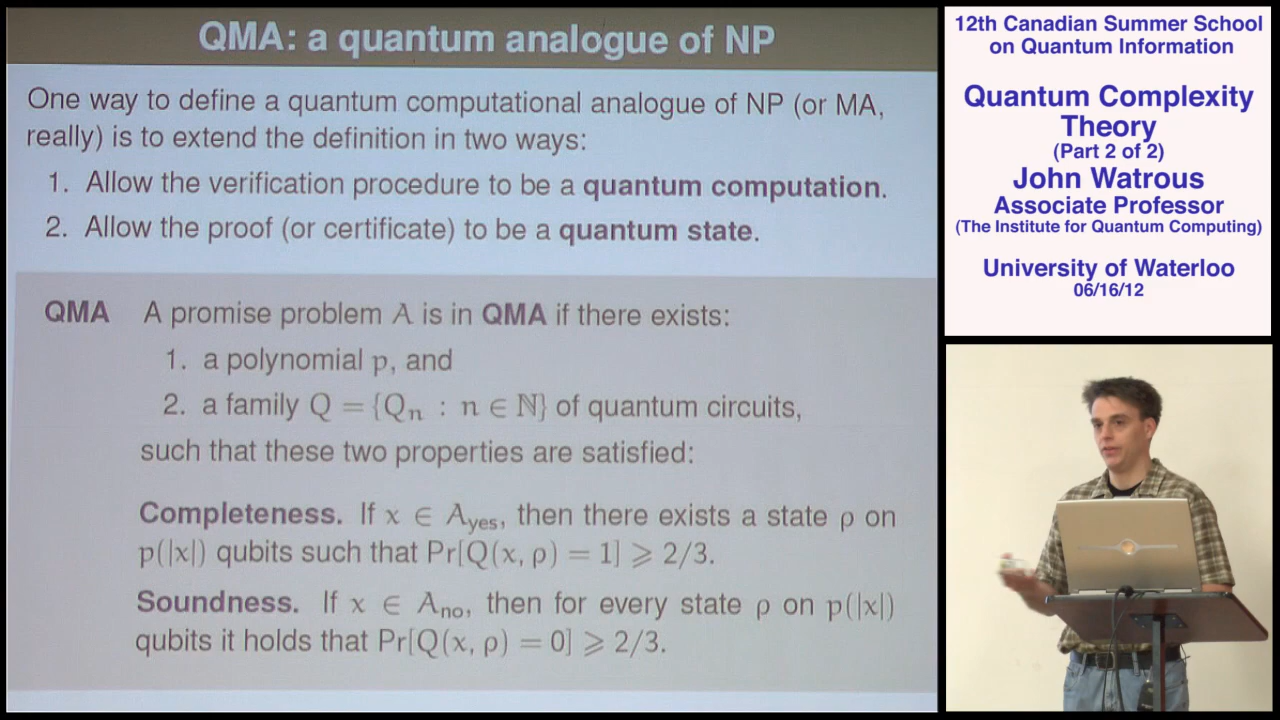 QMA: a quantum analogue of NP
One way to define a quantum computational analogue of NP (or MA,
really) is to extend the definition in two ways:
1. Allow the verification procedure to be a quantum computation.
2. Allow the proof (or certificate) to be a quantum state.
QMA A promise problem A is in QMA if there exists:
1. a polynomial p, and
2. a family Q = {Qₙ : n ∈ ℕ} of quantum circuits,
such that these two properties are satisfied:
Completeness. If x ∈ A_yes, then there exists a state ρ on
p(|x|) qubits such that Pr[Q(x, ρ) = 1] ⩾ 2/3.
Soundness. If x ∈ A_no, then for every state ρ on p(|x|)
qubits it holds that Pr[Q(x, ρ) = 0] ⩾ 2/3.
12th Canadian Summer School
on Quantum Information
Quantum Complexity
Theory
(Part 2 of 2)
John Watrous
Associate Professor
(The Institute for Quantum Computing)
University of Waterloo
06/16/12